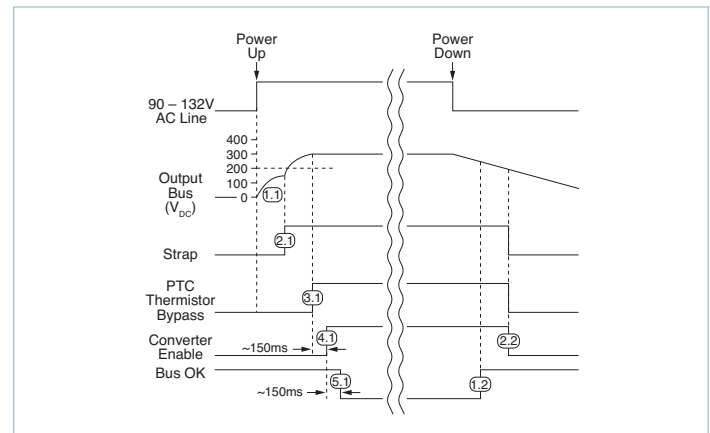 Power
Up
Power
Down
90 – 132V
AC Line
400
300
200
100
0
Output
Bus
(VDC)
1.1
2.1
Strap
PTC
Thermistor
Bypass
3.1
Converter
Enable
~150ms
4.1
2.2
Bus OK
~150ms
5.1
1.2